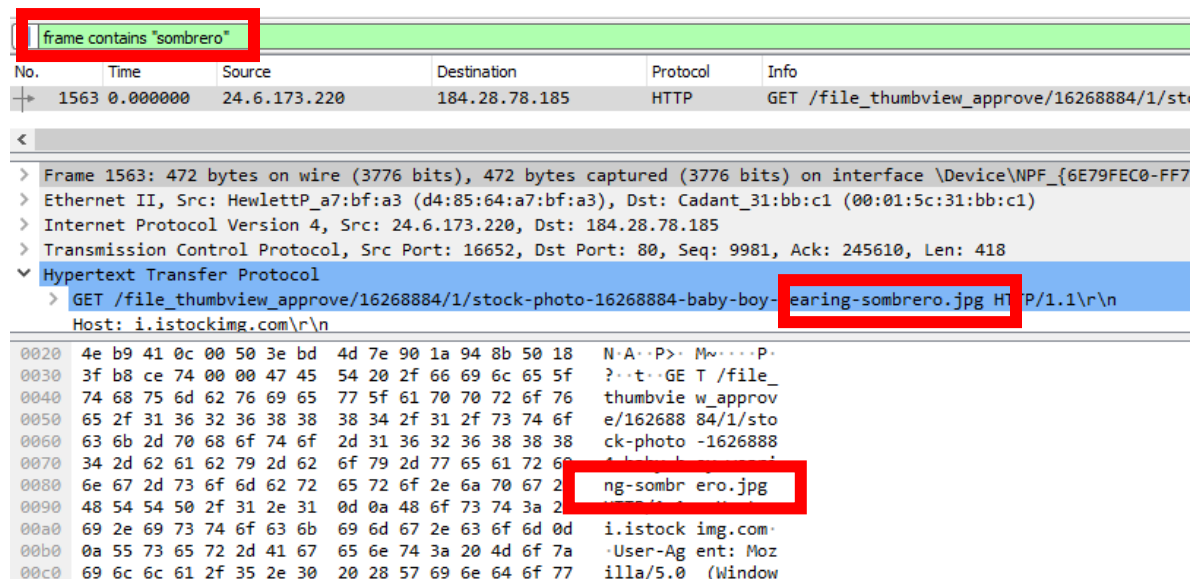 frame contains "sombrero"
No. Time Source Destination Protocol Info
1563 0.000000 24.6.173.220 184.28.78.185 HTTP GET /file_thumbview_approve/16268884/1/sto
Frame 1563: 472 bytes on wire (3776 bits), 472 bytes captured (3776 bits) on interface \Device\NPF_{6E79FEC0-FF7
Ethernet II, Src: HewlettP_a7:bf:a3 (d4:85:64:a7:bf:a3), Dst: Cadant_31:bb:c1 (00:01:5c:31:bb:c1)
Internet Protocol Version 4, Src: 24.6.173.220, Dst: 184.28.78.185
Transmission Control Protocol, Src Port: 16652, Dst Port: 80, Seq: 9981, Ack: 245610, Len: 418
Hypertext Transfer Protocol
GET /file_thumbview_approve/16268884/1/stock-photo-16268884-baby-boy-earing-sombrero.jpg HTTP/1.1\r\n
Host: i.istockimg.com\r\n
0020 4e b9 41 0c 00 50 3e bd 4d 7e 90 1a 94 8b 50 18 N·A··P>· M~····P·
0030 3f b8 ce 74 00 00 47 45 54 20 2f 66 69 6c 65 5f ?··t··GE T /file_
0040 74 68 75 6d 62 76 69 65 77 5f 61 70 70 72 6f 76 thumbvie w_approv
0050 65 2f 31 36 32 36 38 38 38 34 2f 31 2f 73 74 6f e/162688 84/1/sto
0060 63 6b 2d 70 68 6f 74 6f 2d 31 36 32 36 38 38 38 ck-photo -1626888
0070 34 2d 62 61 62 79 2d 62 6f 79 2d 77 65 61 72
0080 6e 67 2d 73 6f 6d 62 72 65 72 6f 2e 6a 70 67 ng-sombr ero.jpg
0090 48 54 54 50 2f 31 2e 31 0d 0a 48 6f 73 74 3a
00a0 69 2e 69 73 74 6f 63 6b 69 6d 67 2e 63 6f 6d 0d i.istock img.com·
00b0 0a 55 73 65 72 2d 41 67 65 6e 74 3a 20 4d 6f 7a ·User-Ag ent: Moz
00c0 69 6c 6c 61 2f 35 2e 30 20 28 57 69 6e 64 6f 77 illa/5.0 (Window